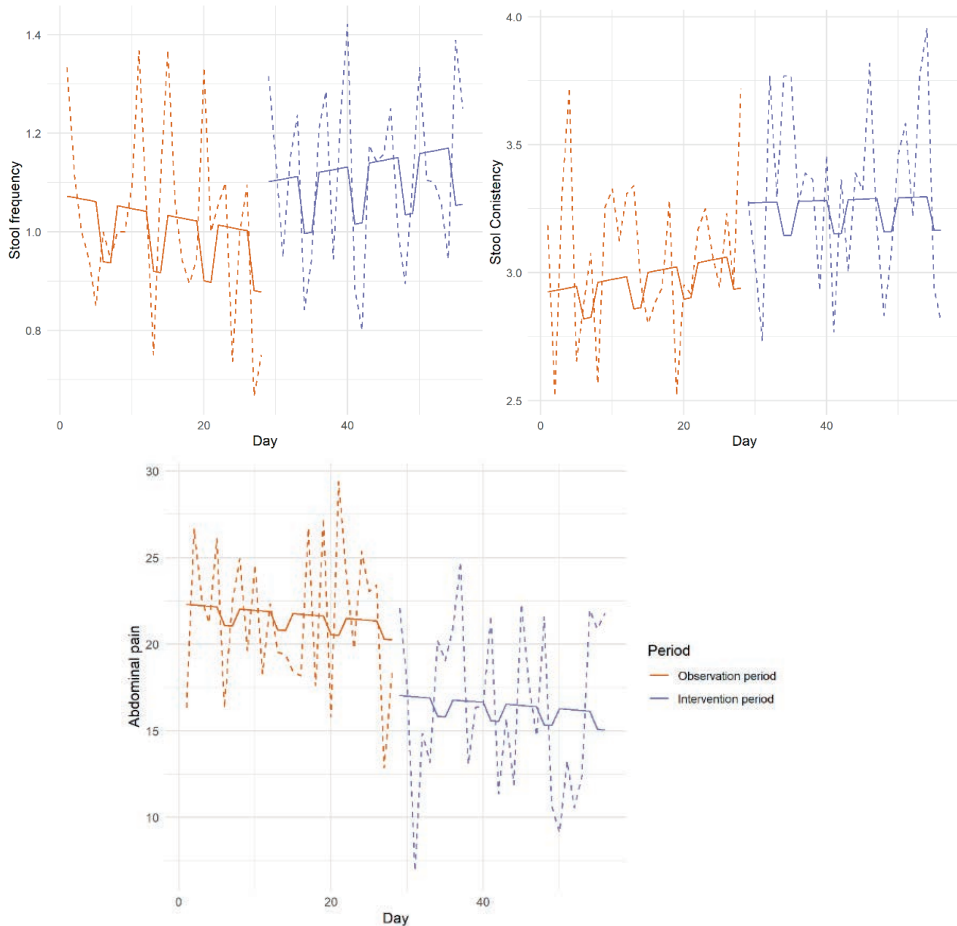 1.4
1.2
1.0
0.8
Stool frequency
0
20
40
Day
4.0
3.5
3.0
2.5
Stool Conistency
0
20
40
Day
30
25
20
15
10
Abdominal pain
0
20
40
Day
Period
Observation period
Intervention period